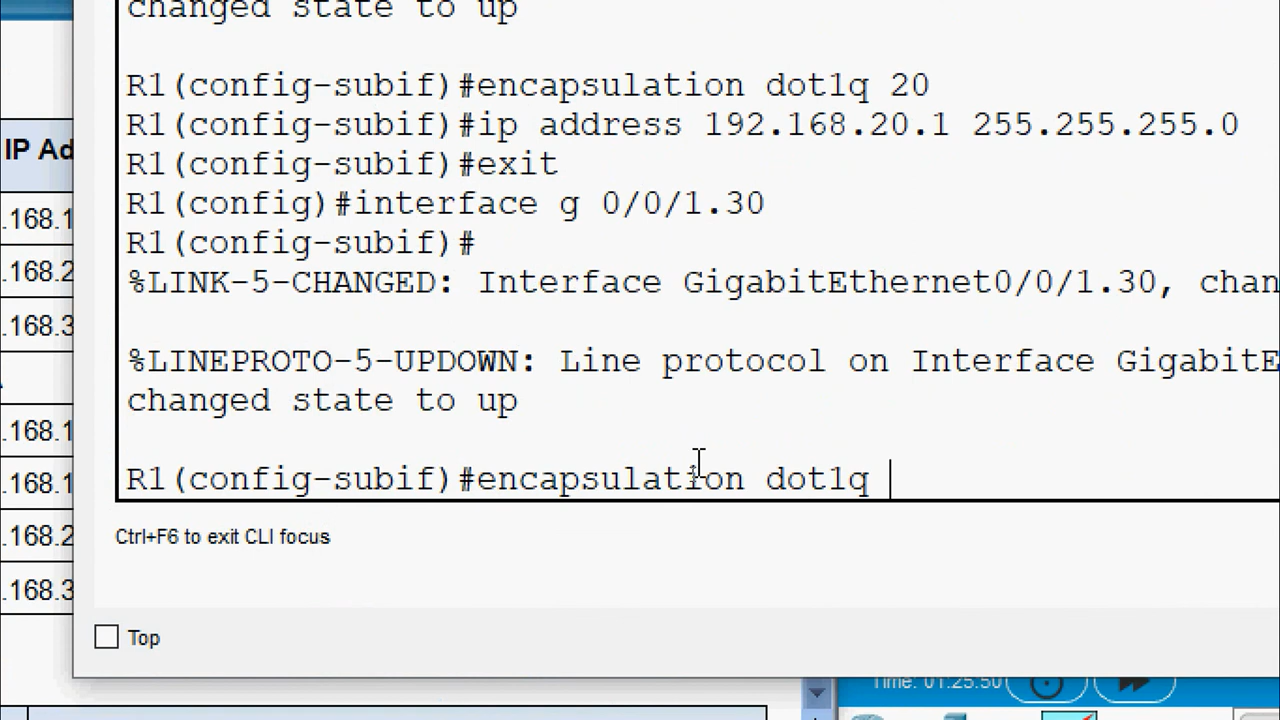 changed state to up
R1(config-subif)#encapsulation dot1q 20
R1(config-subif)#ip address 192.168.20.1 255.255.255.0
R1(config-subif)#exit
R1(config)#interface g 0/0/1.30
R1(config-subif)#
%LINK-5-CHANGED: Interface GigabitEthernet0/0/1.30, chan
%LINEPROTO-5-UPDOWN: Line protocol on Interface GigabitE
changed state to up
R1(config-subif)#encapsulation dot1q
Ctrl+F6 to exit CLI focus
Top
IP Ad
.168.1
.168.2
.168.3
.168.1
.168.1
.168.2
.168.3
Time: 01:25:50